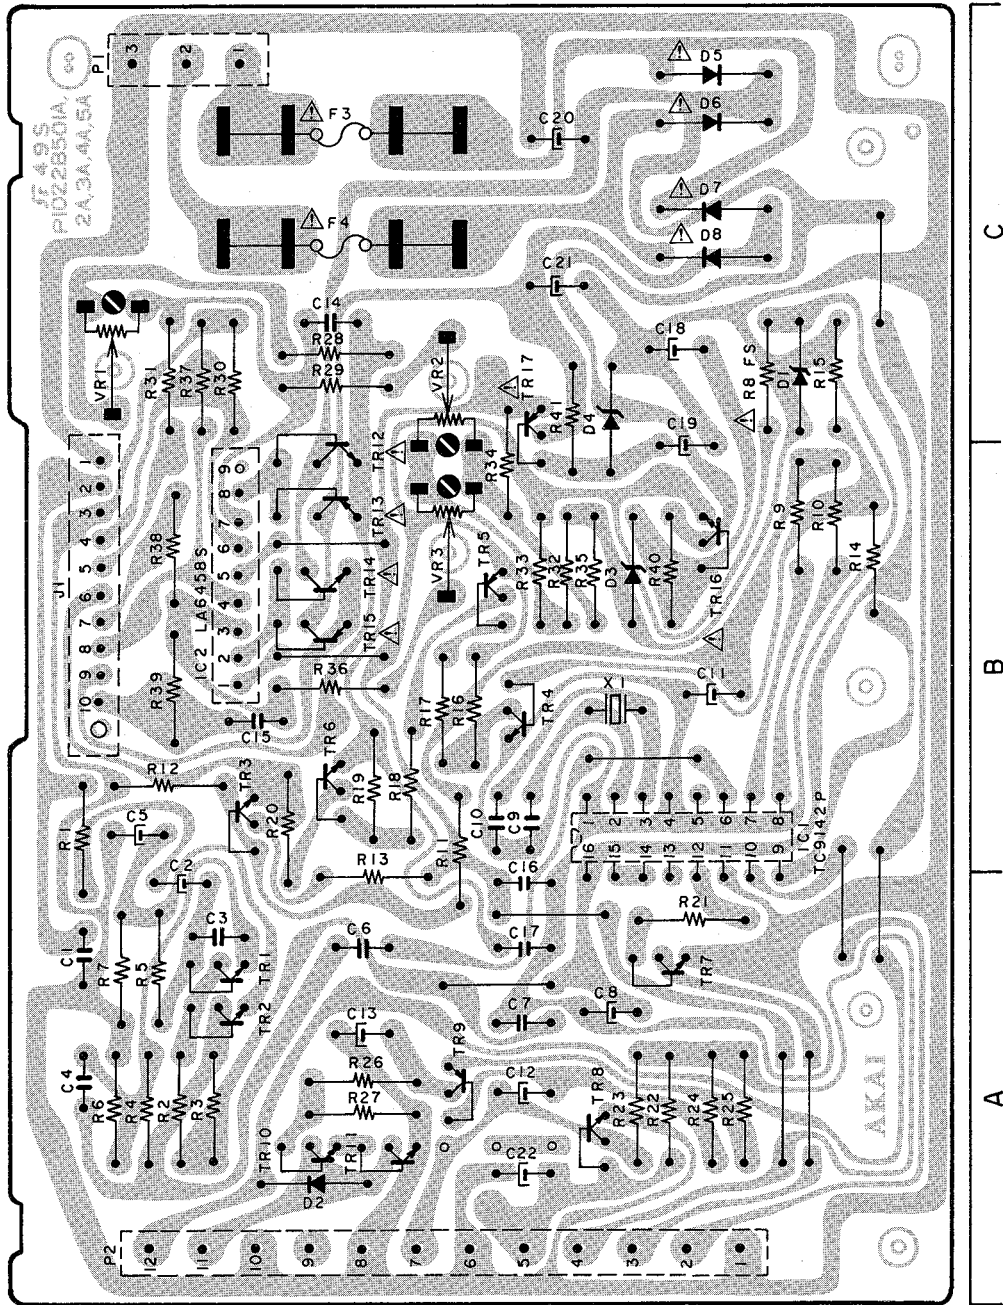 P1
3
2
1
JF49S
P1022B501A,
2A/3A,4A,5A
F3
F4
C20
D5
D6
D7
D8
C21
C
VR1
R31
R37
R30
C14
R28
R29
VR2
TR17
R41
D4
C18
C19
R8 FS
D1
R15
J1
1
2
3
4
5
6
7
8
9
10
R38
R39
IC2 LA6458S
9
8
7
6
5
4
3
2
1
TR12
TR13
TR14
TR15
R36
C15
VR3
R34
TR5
R33
R32
R35
D3
R40
TR16
R9
R10
R14
B
R17
R16
TR4
X1
C11
R1
R12
C5
C2
TR3
R20
TR6
R19
R18
R13
R11
C10
C9
C16
16
15
14
13
12
11
10
9
1
2
3
4
5
6
7
8
IC1
TC9142P
C1
R7
R5
C3
TR1
TR2
C6
C17
R21
TR7
C4
R6
R4
R2
R3
C13
R26
R27
TR9
C7
C8
C12
TR8
R23
R22
R24
R25
AKAI
A
TR10
TR11
D2
C22
P2
12
11
10
9
8
7
6
5
4
3
2
1